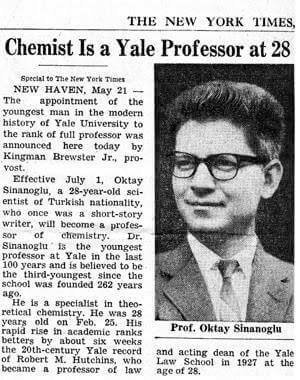 THE NEW YORK TIMES,
Chemist Is a Yale Professor at 28
Special to The New York Times
NEW HAVEN, May 21 —
The appointment of the
youngest man in the modern
history of Yale University to
the rank of full professor was
announced here today by
Kingman Brewster Jr., pro-
vost.
Effective July 1, Oktay
Sinanoglu, a 28-year-old sci-
entist of Turkish nationality,
who once was a short-story
writer, will become a profes-
sor of chemistry. Dr.
Sinanoglu is the youngest
professor at Yale in the last
100 years and is believed to be
the third-youngest since the
school was founded 262 years
ago.
He is a specialist in theo-
retical chemistry. He was 28
years old on Feb. 25. His
rapid rise in academic ranks
betters by about six weeks
the 20th-century Yale record
of Robert M. Hutchins, who
became a professor of law
Prof. Oktay Sinanoglu
and acting dean of the Yale
Law School in 1927 at the
age of 28.